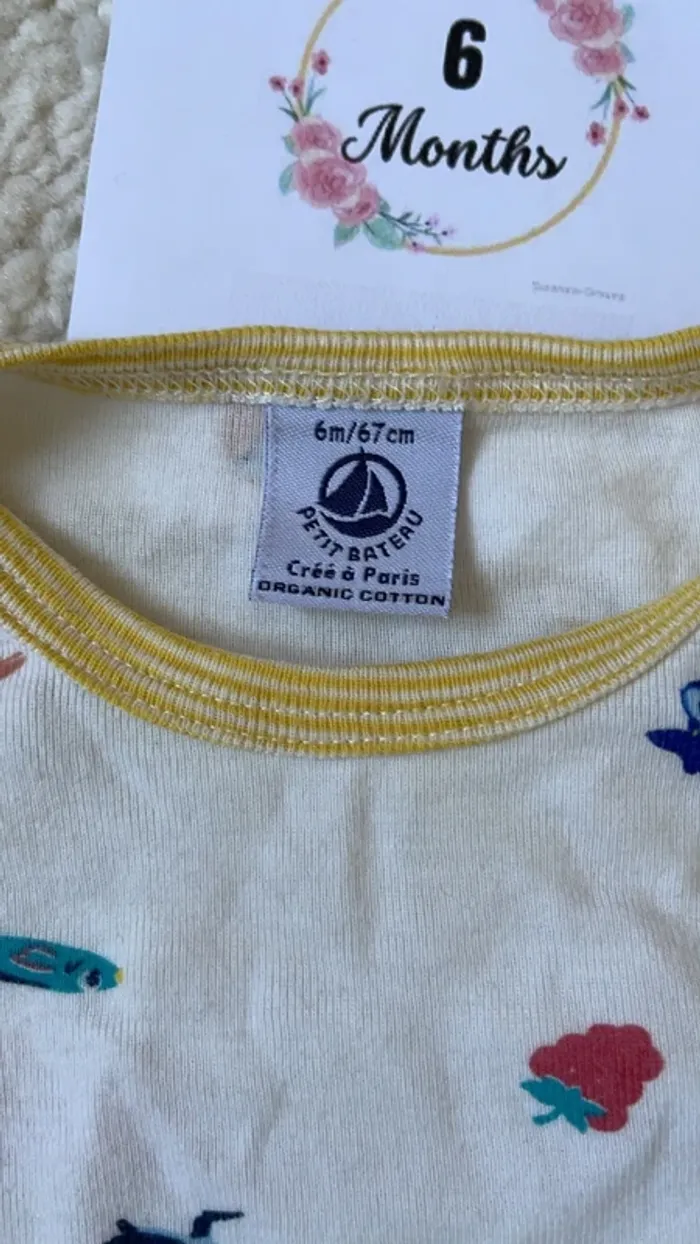 6
Months
6m/67cm
PETIT BATEAU
Créé à Paris
ORGANIC COTTON